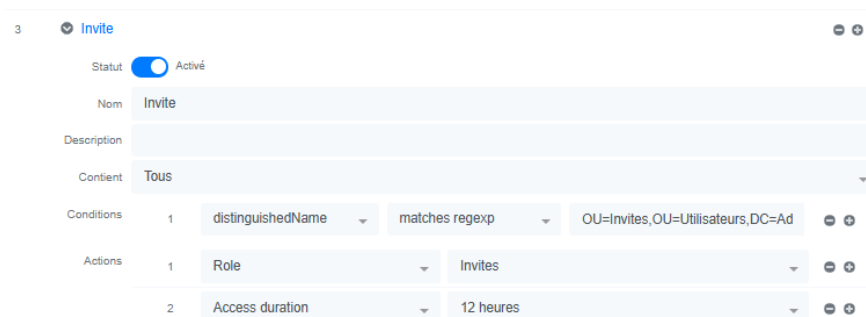 3 Invite
Statut Activé
Nom Invite
Description
Contient Tous
Conditions 1 distinguishedName matches regexp OU=Invites,OU=Utilisateurs,DC=Ad
Actions 1 Role Invites
2 Access duration 12 heures